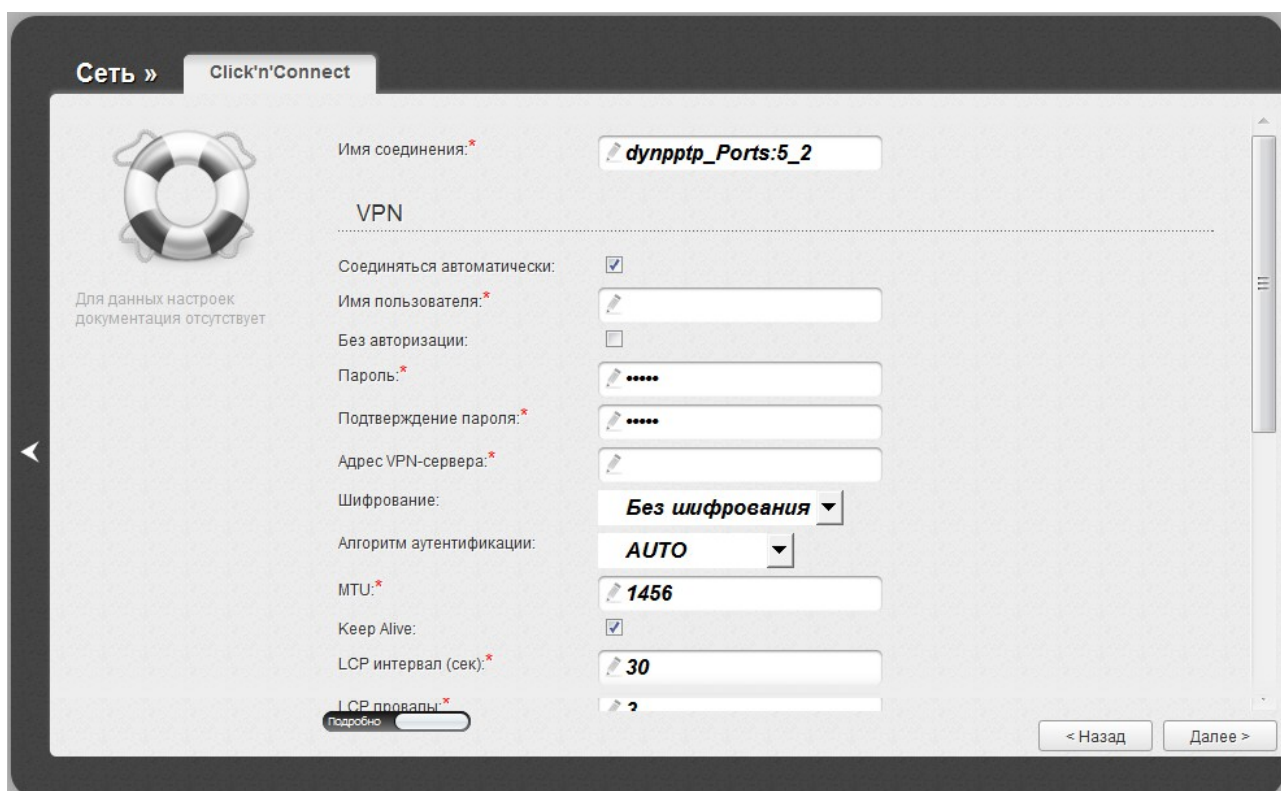 Сеть »
Click'n'Connect
Для данных настроек
документация отсутствует
Имя соединения:* dynpptp_Ports:5_2
VPN
Соединяться автоматически:
Имя пользователя:*
Без авторизации:
Пароль:* •••••
Подтверждение пароля:* •••••
Адрес VPN-сервера:*
Шифрование: Без шифрования
Алгоритм аутентификации: AUTO
MTU:* 1456
Keep Alive:
LCP интервал (сек):* 30
LCP провалы:* 3
Подробно
< Назад
Далее >